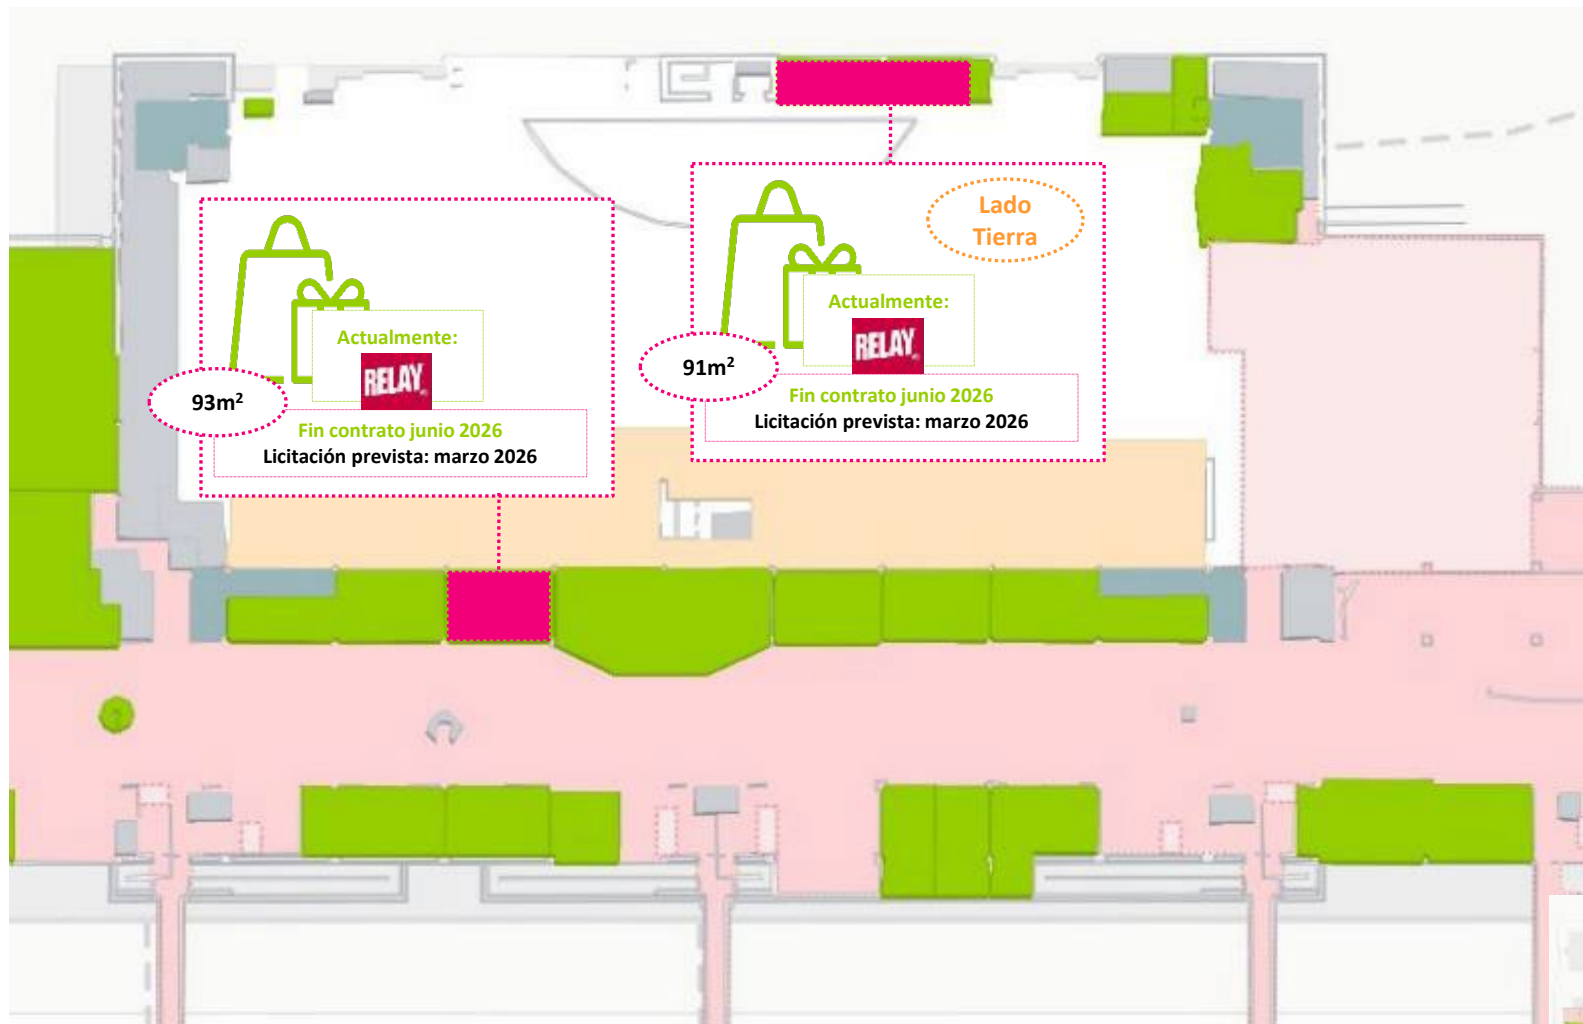 Actualmente:
RELAY
93m²
Fin contrato junio 2026
Licitación prevista: marzo 2026
Lado
Tierra
Actualmente:
RELAY
91m²
Fin contrato junio 2026
Licitación prevista: marzo 2026